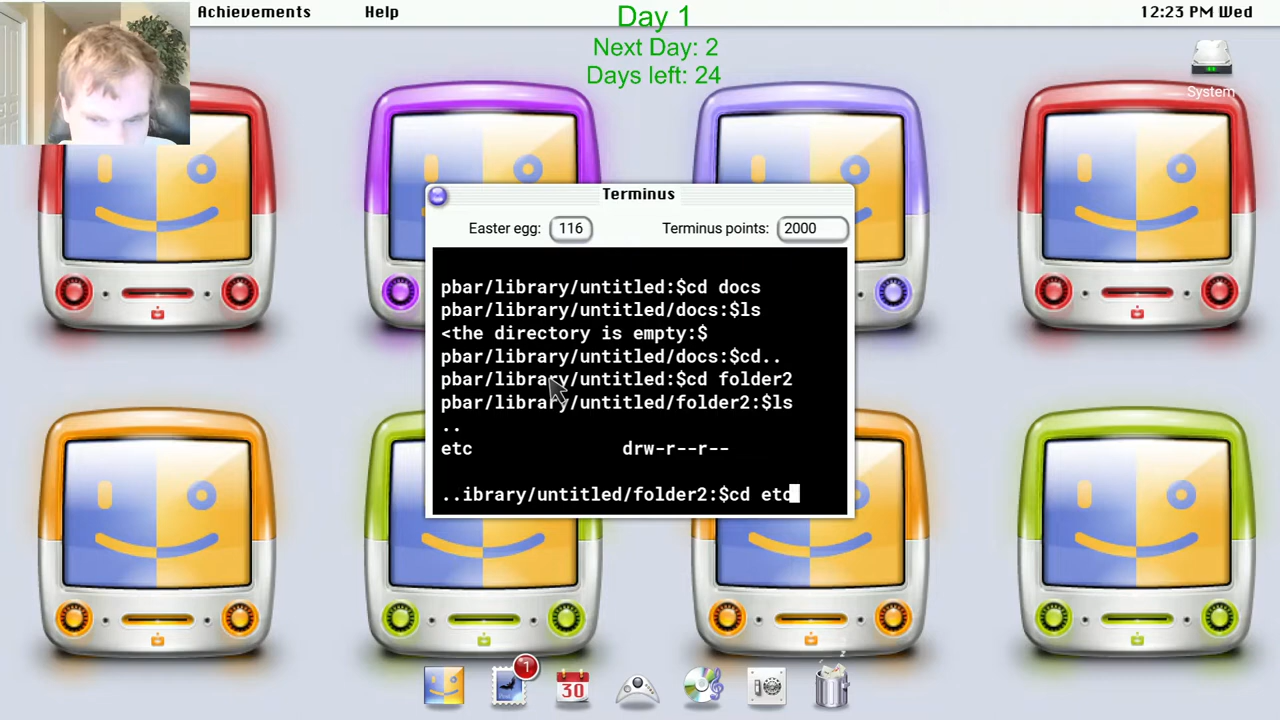 Achievements Help
Day 1
12:23 PM Wed
Next Day: 2
Days left: 24
System
Terminus
Easter egg: 116 Terminus points: 2000
pbar/library/untitled:$cd docs
pbar/library/untitled/docs:$ls
<the directory is empty:$
pbar/library/untitled/docs:$cd..
pbar/library/untitled:$cd folder2
pbar/library/untitled/folder2:$ls
..
etc drw-r--r--
..ibrary/untitled/folder2:$cd etc
1
30